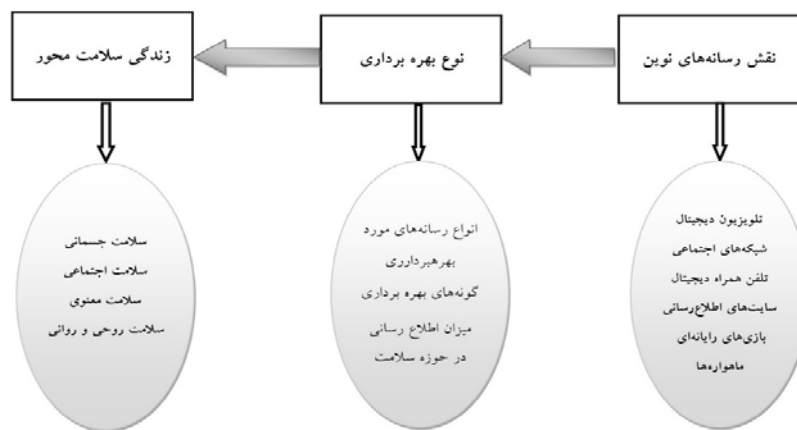 نقش رسانه‌های نوین
نوع بهره برداری
زندگی سلامت محور
تلویزیون دیجیتال
شبکه‌های اجتماعی
تلفن همراه دیجیتال
سایت‌های اطلاع‌رسانی
بازی‌های رایانه‌ای
ماهواره‌ها
انواع رسانه‌های مورد
بهرهبردارری
گونه‌های بهره برداری
میزان اطلاع رسانی
در حوزه سلامت
سلامت جسمانی
سلامت اجتماعی
سلامت معنوی
سلامت روحی و روانی